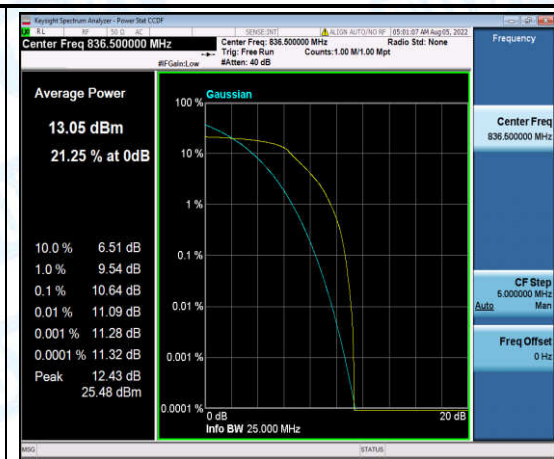 Keysight Spectrum Analyzer - Power Stat CCDF
RL RF 50 Ω AC SENSE:INT ALIGN AUTO/NO RF 05:01:07 AM Aug 05, 2022
Center Freq 836.500000 MHz Center Freq: 836.500000 MHz Radio Std: None
Trig: Free Run Counts:1.00 M/1.00 Mpt
#IFGain:Low #Atten: 40 dB
Frequency
Average Power
13.05 dBm
21.25 % at 0dB
10.0 % 6.51 dB
1.0 % 9.54 dB
0.1 % 10.64 dB
0.01 % 11.09 dB
0.001 % 11.28 dB
0.0001 % 11.32 dB
Peak 12.43 dB
25.48 dBm
Gaussian
100 %
10 %
1 %
0.1 %
0.01 %
0.001 %
0.0001 %
0 dB 20 dB
Info BW 25.000 MHz
Center Freq
836.500000 MHz
CF Step
5.000000 MHz
Auto Man
Freq Offset
0 Hz
MSG STATUS